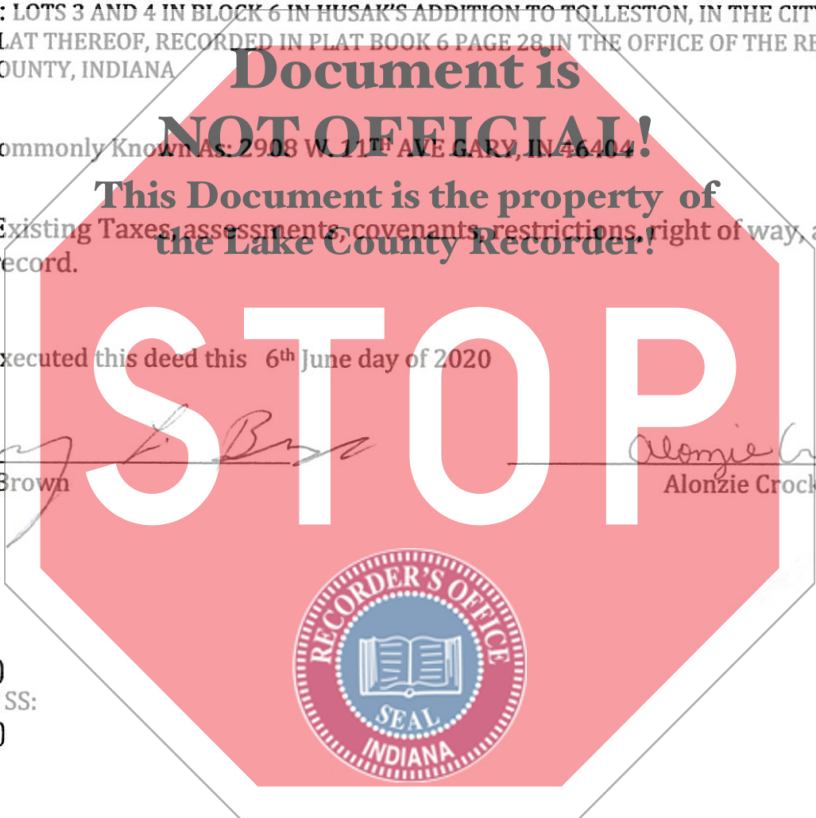 : LOTS 3 AND 4 IN BLOCK 6 IN HUSAK'S ADDITION TO TOLLESTON, IN THE CITY
LAT THEREOF, RECORDED IN PLAT BOOK 6 PAGE 28 IN THE OFFICE OF THE RE
OUNTY, INDIANA
Document is
NOT OFFICIAL!
ommonly Known As: 2908 W. 11TH AVE GARY, IN 46404
This Document is the property of
the Lake County Recorder!
Existing Taxes, assessments, covenants, restrictions, right of way, a
ecord.
STOP
xecuted this deed this 6th June day of 2020
L. B
Alonzie Cr
Brown
Alonzie Crock
RECORDER'S OFFICE
SEAL
INDIANA
)
SS:
)